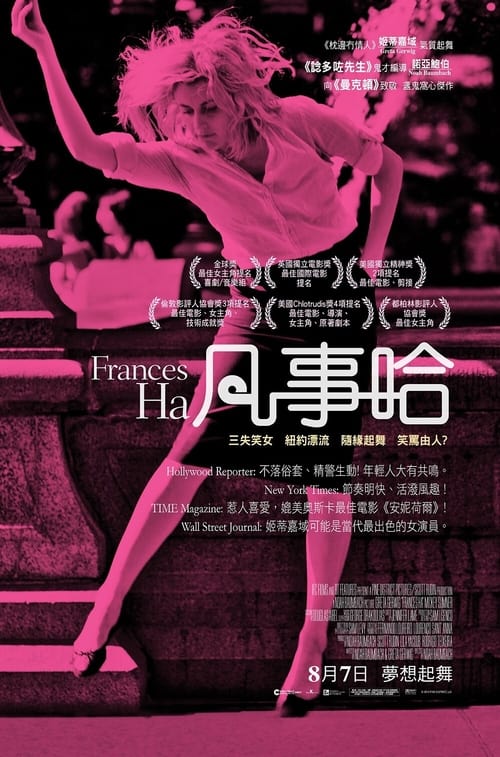 《枕邊冇情人》姬蒂嘉域 氣質起舞
Greta Gerwig
《諗多咗先生》鬼才編導 諾亞鮑伯
Noah Baumbach
向《曼克頓》致敬 盞鬼窩心傑作
金球獎
最佳女主角提名
喜劇/音樂組
英國獨立電影獎
最佳國際電影
提名
美國獨立精神獎
2項提名
最佳電影、剪接
倫敦影評人協會獎3項提名
最佳電影、女主角、
技術成就獎
美國Chlotrudis獎4項提名
最佳電影、導演、
女主角、原著劇本
都柏林影評人
協會獎
最佳女主角
Frances
Ha
凡事哈
三失笑女 紐約漂流 隨緣起舞 笑罵由人?
Hollywood Reporter: 不落俗套、精警生動! 年輕人大有共鳴。
New York Times: 節奏明快、活潑風趣!
TIME Magazine: 惹人喜愛,媲美奧斯卡最佳電影《安妮荷爾》!
Wall Street Journal: 姬蒂嘉域可能是當代最出色的女演員。
8月7日 夢想起舞